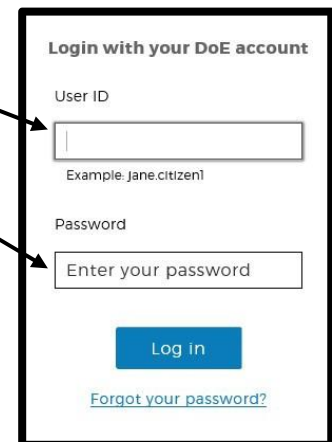 Login with your DoE account
User ID
Example: jane.citizen1
Password
Enter your password
Log in
Forgot your password?